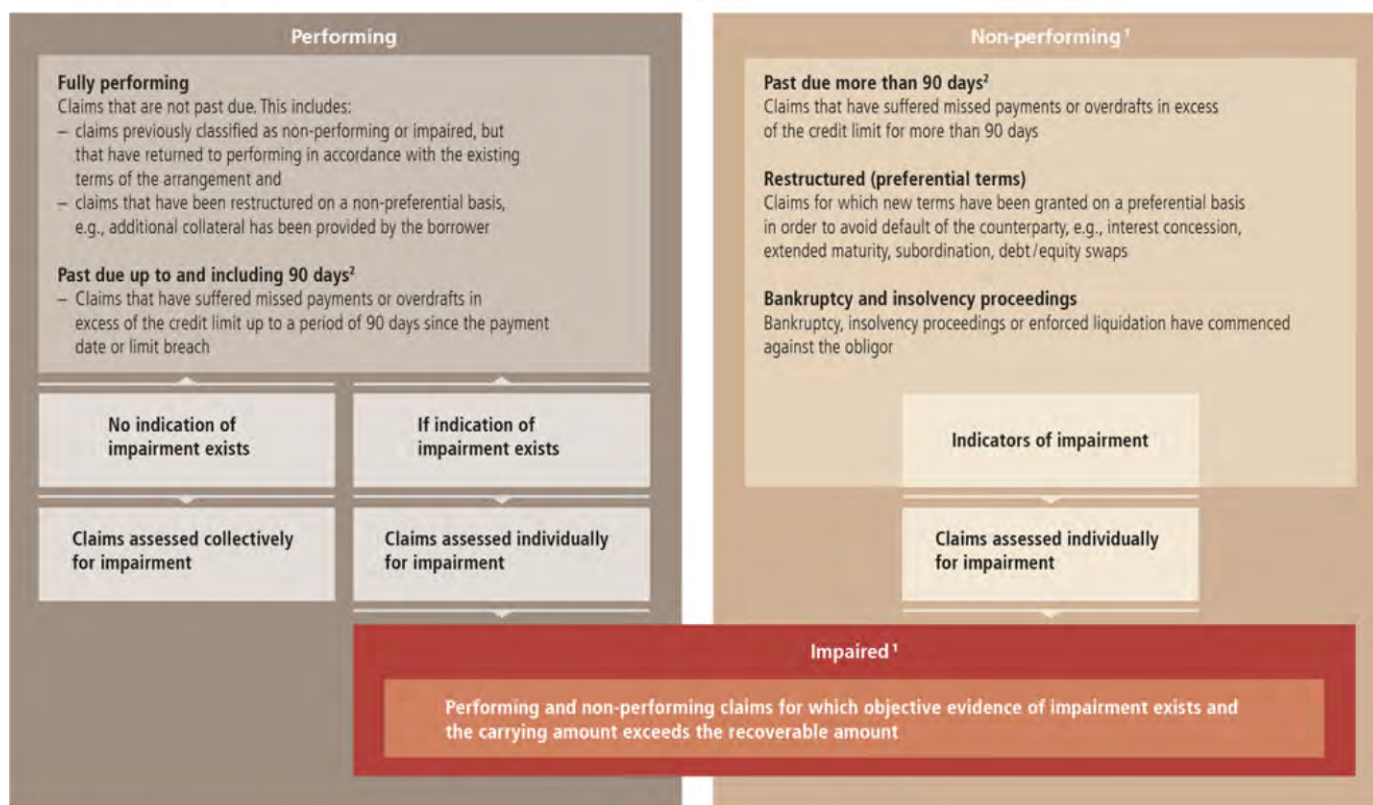 Performing
Fully performing
Claims that are not past due. This includes:
– claims previously classified as non-performing or impaired, but
that have returned to performing in accordance with the existing
terms of the arrangement and
– claims that have been restructured on a non-preferential basis,
e.g., additional collateral has been provided by the borrower
Past due up to and including 90 days²
– Claims that have suffered missed payments or overdrafts in
excess of the credit limit up to a period of 90 days since the payment
date or limit breach
No indication of
impairment exists
If indication of
impairment exists
Claims assessed collectively
for impairment
Claims assessed individually
for impairment
Non-performing¹
Past due more than 90 days²
Claims that have suffered missed payments or overdrafts in excess
of the credit limit for more than 90 days
Restructured (preferential terms)
Claims for which new terms have been granted on a preferential basis
in order to avoid default of the counterparty, e.g., interest concession,
extended maturity, subordination, debt/equity swaps
Bankruptcy and insolvency proceedings
Bankruptcy, insolvency proceedings or enforced liquidation have commenced
against the obligor
Indicators of impairment
Claims assessed individually
for impairment
Impaired¹
Performing and non-performing claims for which objective evidence of impairment exists and
the carrying amount exceeds the recoverable amount